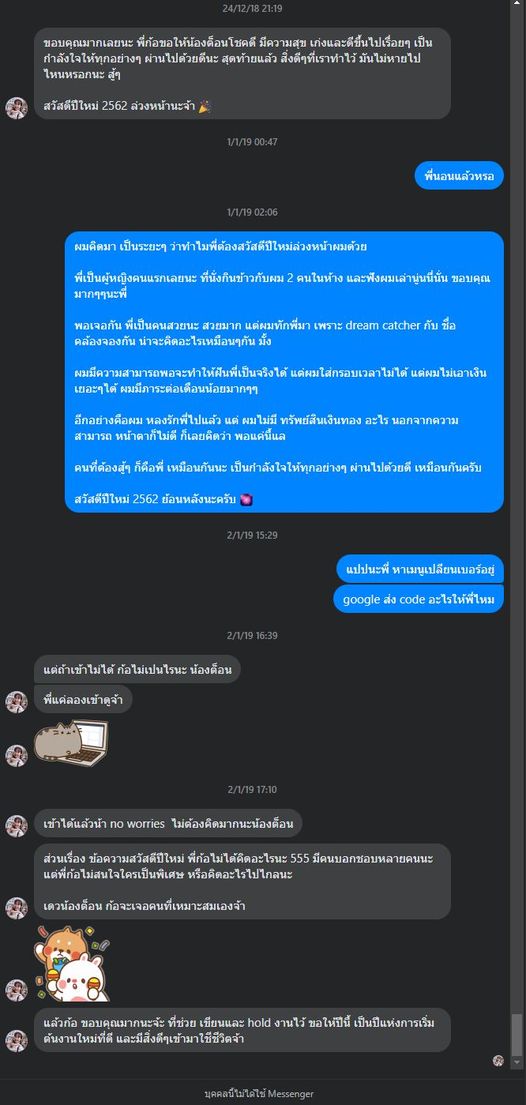 24/12/18 21:19
ขอบคุณมากเลยนะ พี่ก้อขอให้น้องต็อนโชคดี มีความสุข เก่งและดีขึ้นไปเรื่อยๆ เป็น
กำลังใจให้ทุกอย่างๆ ผ่านไปด้วยดีนะ สุดท้ายแล้ว สิ่งดีๆที่เราทำไว้ มันไม่หายไป
ไหนหรอกนะ สู้ๆ
สวัสดีปีใหม่ 2562 ล่วงหน้านะจ้า 🎉
1/1/19 00:47
พี่นอนแล้วหรอ
1/1/19 02:06
ผมคิดมา เป็นระยะๆ ว่าทำไมพี่ต้องสวัสดีปีใหม่ล่วงหน้าผมด้วย
พี่เป็นผู้หญิงคนแรกเลยนะ ที่นั่งกินข้าวกับผม 2 คนในห้าง และฟังผมเล่านู่นนี่นั่น ขอบคุณ
มากๆๆนะพี่
พอเจอกัน พี่เป็นคนสวยนะ สวยมาก แต่ผมทักพี่มา เพราะ dream catcher กับ ชื่อ
คล้องจองกัน น่าจะคิดอะไรเหมือนๆกัน มั้ง
ผมมีความสามารถพอจะทำให้ฝันพี่เป็นจริงได้ แต่ผมใส่กรอบเวลาไม่ได้ แต่ผมไม่เอาเงิน
เยอะๆได้ ผมมีภาระต่อเดือนน้อยมากๆๆ
อีกอย่างคือผม หลงรักพี่ไปแล้ว แต่ ผมไม่มี ทรัพย์สินเงินทอง อะไร นอกจากความ
สามารถ หน้าตาก็ไม่ดี ก็เลยคิดว่า พอแค่นี้แล
คนที่ต้องสู้ๆ ก็คือพี่ เหมือนกันนะ เป็นกำลังใจให้ทุกอย่างๆ ผ่านไปด้วยดี เหมือนกันครับ
สวัสดีปีใหม่ 2562 ย้อนหลังนะครับ 🎆
2/1/19 15:29
แปปนะพี่ หาเมนูเปลี่ยนเบอร์อยู่
google ส่ง code อะไรให้พี่ไหม
2/1/19 16:39
แต่ถ้าเข้าไม่ได้ ก้อไม่เปนไรนะ น้องต็อน
พี่แค่ลองเข้าดูจ้า
2/1/19 17:10
เข้าได้แล้วน้า no worries ไม่ต้องคิดมากนะน้องต็อน
ส่วนเรื่อง ข้อความสวัสดีปีใหม่ พี่ก้อไม่ได้คิดอะไรนะ 555 มีคนบอกชอบหลายคนนะ
แต่พี่ก้อไม่สนใจใครเป็นพิเศษ หรือคิดอะไรไปไกลนะ
เดวน้องต็อน ก้อจะเจอคนที่เหมาะสมเองจ้า
แล้วก้อ ขอบคุณมากนะจ้ะ ที่ช่วย เขียนและ hold งานไว้ ขอให้ปีนี้ เป็นปีแห่งการเริ่ม
ต้นงานใหม่ที่ดี และมีสิ่งดีๆเข้ามาใช้ชีวิตจ้า
บุคคลนี้ไม่ได้ใช้ Messenger